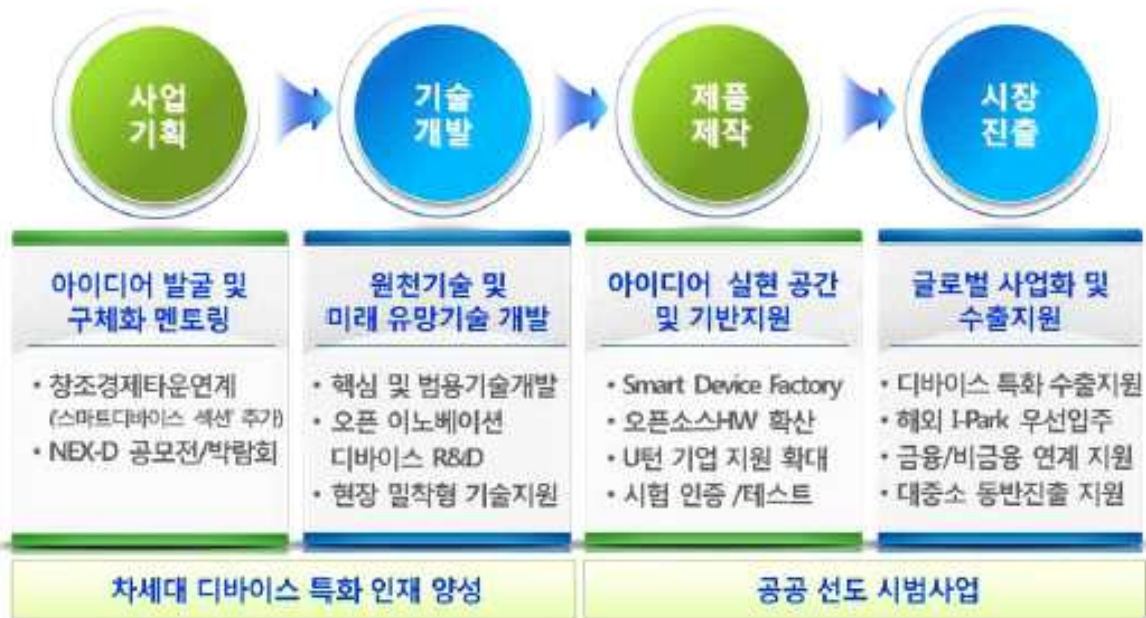 사업
기획
기술
개발
제품
제작
시장
진출
아이디어 발굴 및
구체화 멘토링
• 창조경제타운연계
(스마트디바이스 섹션' 추가)
• NEX-D 공모전/박람회
원천기술 및
미래 유망기술 개발
• 핵심 및 범용기술개발
• 오픈 이노베이션
디바이스 R&D
• 현장 밀착형 기술지원
아이디어 실현 공간
및 기반지원
• Smart Device Factory
• 오픈소스HW 확산
• U턴 기업 지원 확대
• 시험 인증 /테스트
글로벌 사업화 및
수출지원
• 디바이스 특화 수출지원
• 해외 I-Park 우선입주
• 금융/비금융 연계 지원
• 대중소 동반진출 지원
차세대 디바이스 특화 인재 양성
공공 선도 시범사업